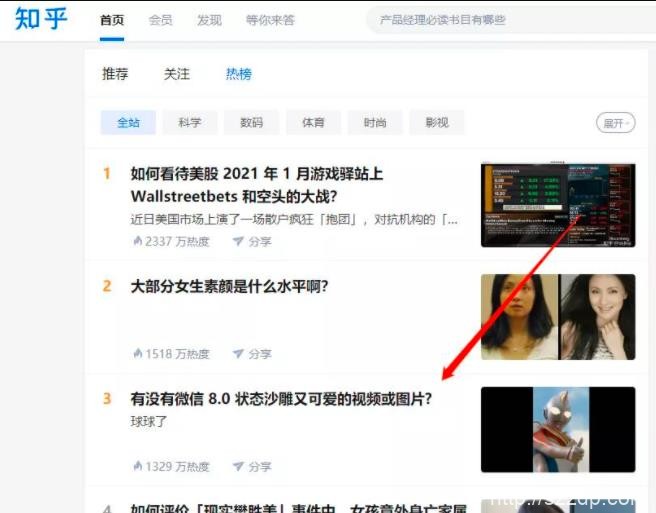 知乎 首页 会员 发现 等你来答 产品经理必读书目有哪些
推荐 关注 热榜
全站 科学 数码 体育 时尚 影视 展开
1 如何看待美股 2021 年 1 月游戏驿站上
Wallstreetbets 和空头的大战?
近日美国市场上演了一场散户疯狂「抱团」,对抗机构的「...
2337 万热度 分享
2 大部分女生素颜是什么水平啊?
1518 万热度 分享
3 有没有微信 8.0 状态沙雕又可爱的视频或图片?
球球了
1329 万热度 分享
4 如何评价「现实樊胜美」事件中,女孩意外身亡家属